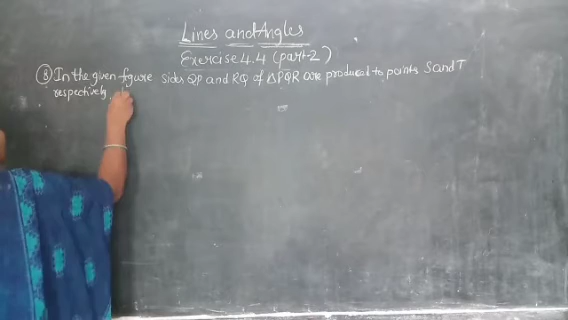 Lines and Angles
Exercise 4.4 (part-2)
③ In the given figure sides QP and RQ of △PQR are produced to points S and T
respectively,